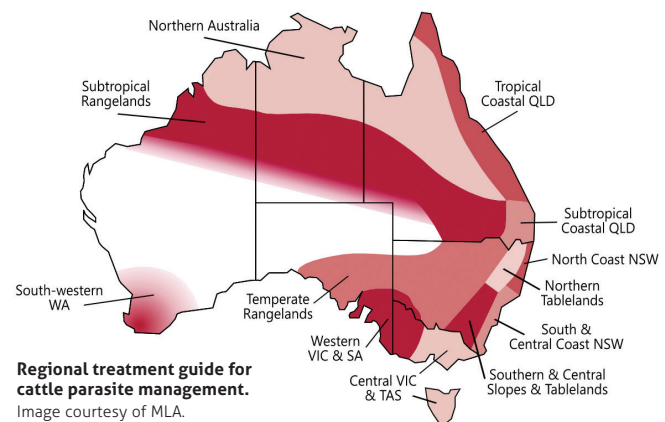 Northern Australia
Subtropical
Rangelands
Tropical
Coastal QLD
Subtropical
Coastal QLD
North Coast NSW
Northern
Tablelands
South-western
WA
Temperate
Rangelands
Western
VIC & SA
South &
Central Coast NSW
Central VIC
& TAS
Southern & Central
Slopes & Tablelands
Regional treatment guide for
cattle parasite management.
Image courtesy of MLA.